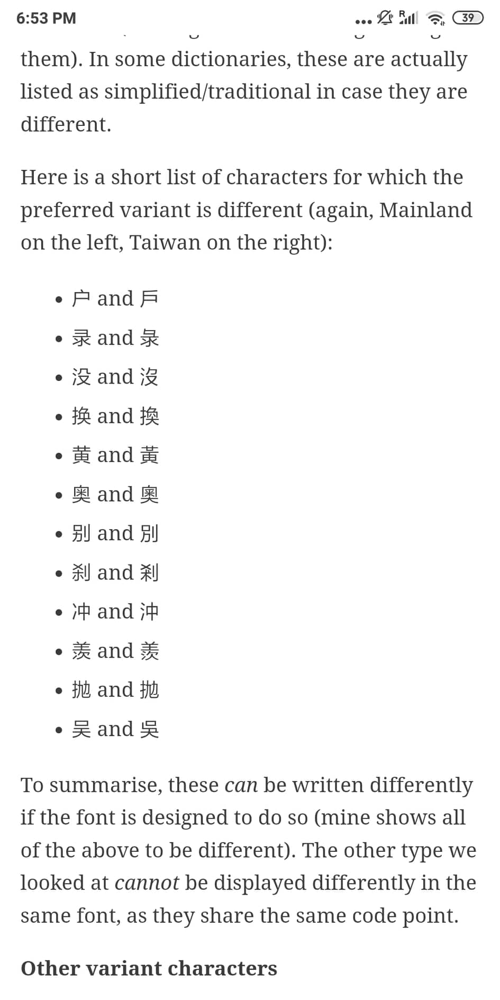 6:53 PM
R
39
them). In some dictionaries, these are actually
listed as simplified/traditional in case they are
different.
Here is a short list of characters for which the
preferred variant is different (again, Mainland
on the left, Taiwan on the right):
• 户 and 戶
• 录 and 彔
• 没 and 沒
• 换 and 換
• 黄 and 黃
• 奥 and 奧
• 别 and 別
• 刹 and 剎
• 冲 and 沖
• 羡 and 羨
• 抛 and 拋
• 吴 and 吳
To summarise, these can be written differently
if the font is designed to do so (mine shows all
of the above to be different). The other type we
looked at cannot be displayed differently in the
same font, as they share the same code point.
Other variant characters